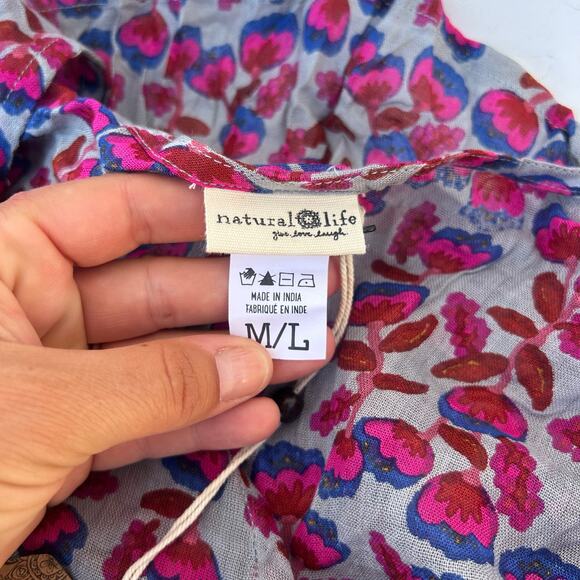 natural life
give. love. laugh.
MADE IN INDIA
FABRIQUÉ EN INDE
M/L